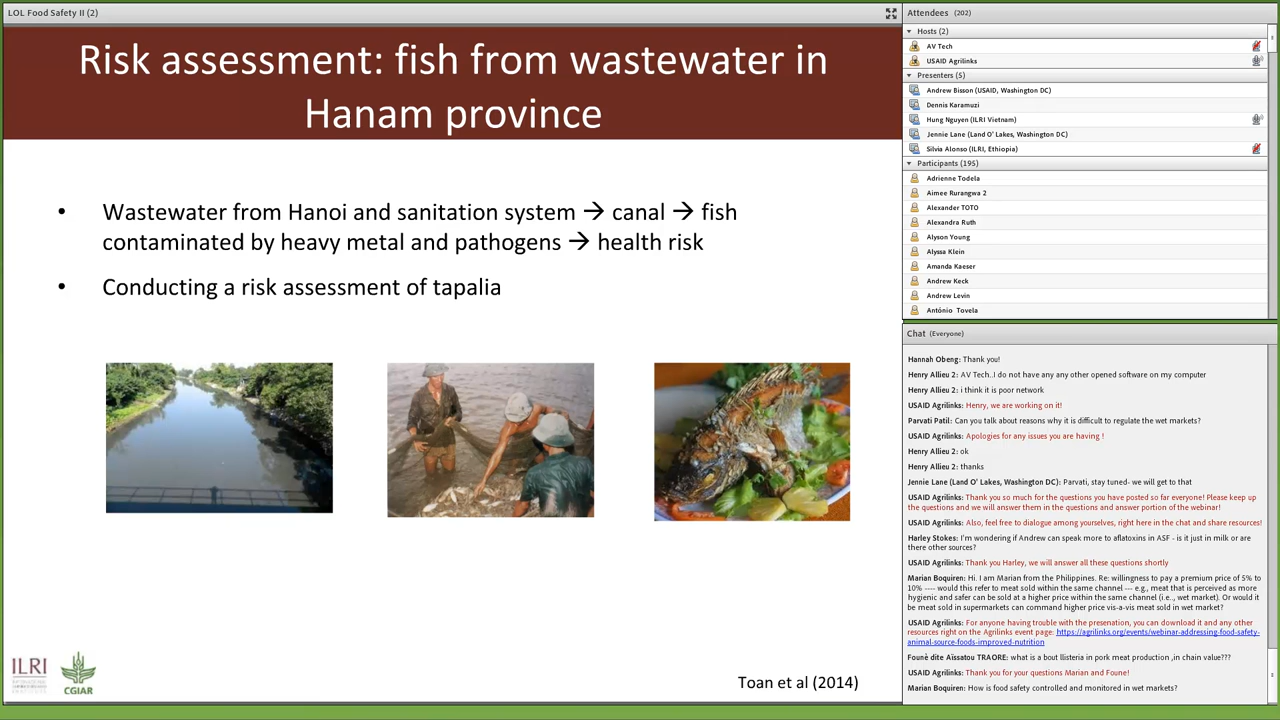 LOL Food Safety II (2)
Risk assessment: fish from wastewater in
Hanam province
• Wastewater from Hanoi and sanitation system → canal → fish
contaminated by heavy metal and pathogens → health risk
• Conducting a risk assessment of tapalia
ILRI
CGIAR
Toan et al (2014)
Attendees (202)
Hosts (2)
AV Tech
USAID Agrilinks
Presenters (5)
Andrew Bisson (USAID, Washington DC)
Dennis Karamuzi
Hung Nguyen (ILRI Vietnam)
Jennie Lane (Land O' Lakes, Washington DC)
Silvia Alonso (ILRI, Ethiopia)
Participants (195)
Adrienne Todela
Aimee Rurangwa 2
Alexander TOTO
Alexandra Ruth
Alyson Young
Alyssa Klein
Amanda Kaeser
Andrew Keck
Andrew Levin
António Tovela
Chat (Everyone)
Hannah Obeng: Thank you!
Henry Allieu 2: AV Tech..I do not have any any other opened software on my computer
Henry Allieu 2: i think it is poor network
USAID Agrilinks: Henry, we are working on it!
Parvati Patil: Can you talk about reasons why it is difficult to regulate the wet markets?
USAID Agrilinks: Apologies for any issues you are having !
Henry Allieu 2: ok
Henry Allieu 2: thanks
Jennie Lane (Land O' Lakes, Washington DC): Parvati, stay tuned- we will get to that
USAID Agrilinks: Thank you so much for the questions you have posted so far everyone! Please keep up
the questions and we will answer them in the questions and answer portion of the webinar!
USAID Agrilinks: Also, feel free to dialogue among yourselves, right here in the chat and share resources!
Harley Stokes: I'm wondering if Andrew can speak more to aflatoxins in ASF - is it just in milk or are
there other sources?
USAID Agrilinks: Thank you Harley, we will answer all these questions shortly
Marian Boquiren: Hi. I am Marian from the Philippines. Re: willingness to pay a premium price of 5% to
10% ---- would this refer to meat sold within the same channel --- e.g., meat that is perceived as more
hygienic and safer can be sold at a higher price within the same channel (i.e.., wet market). Or would it
be meat sold in supermarkets can command higher price vis-a-vis meat sold in wet market?
USAID Agrilinks: For anyone having trouble with the presenation, you can download it and any other
resources right on the Agrilinks event page: https://agrilinks.org/events/webinar-addressing-food-safety-
animal-source-foods-improved-nutrition
Founè dite Aïssatou TRAORE: what is a bout llisteria in pork meat production ,in chain value???
USAID Agrilinks: Thank you for your questions Marian and Foune!
Marian Boquiren: How is food safety controlled and monitored in wet markets?